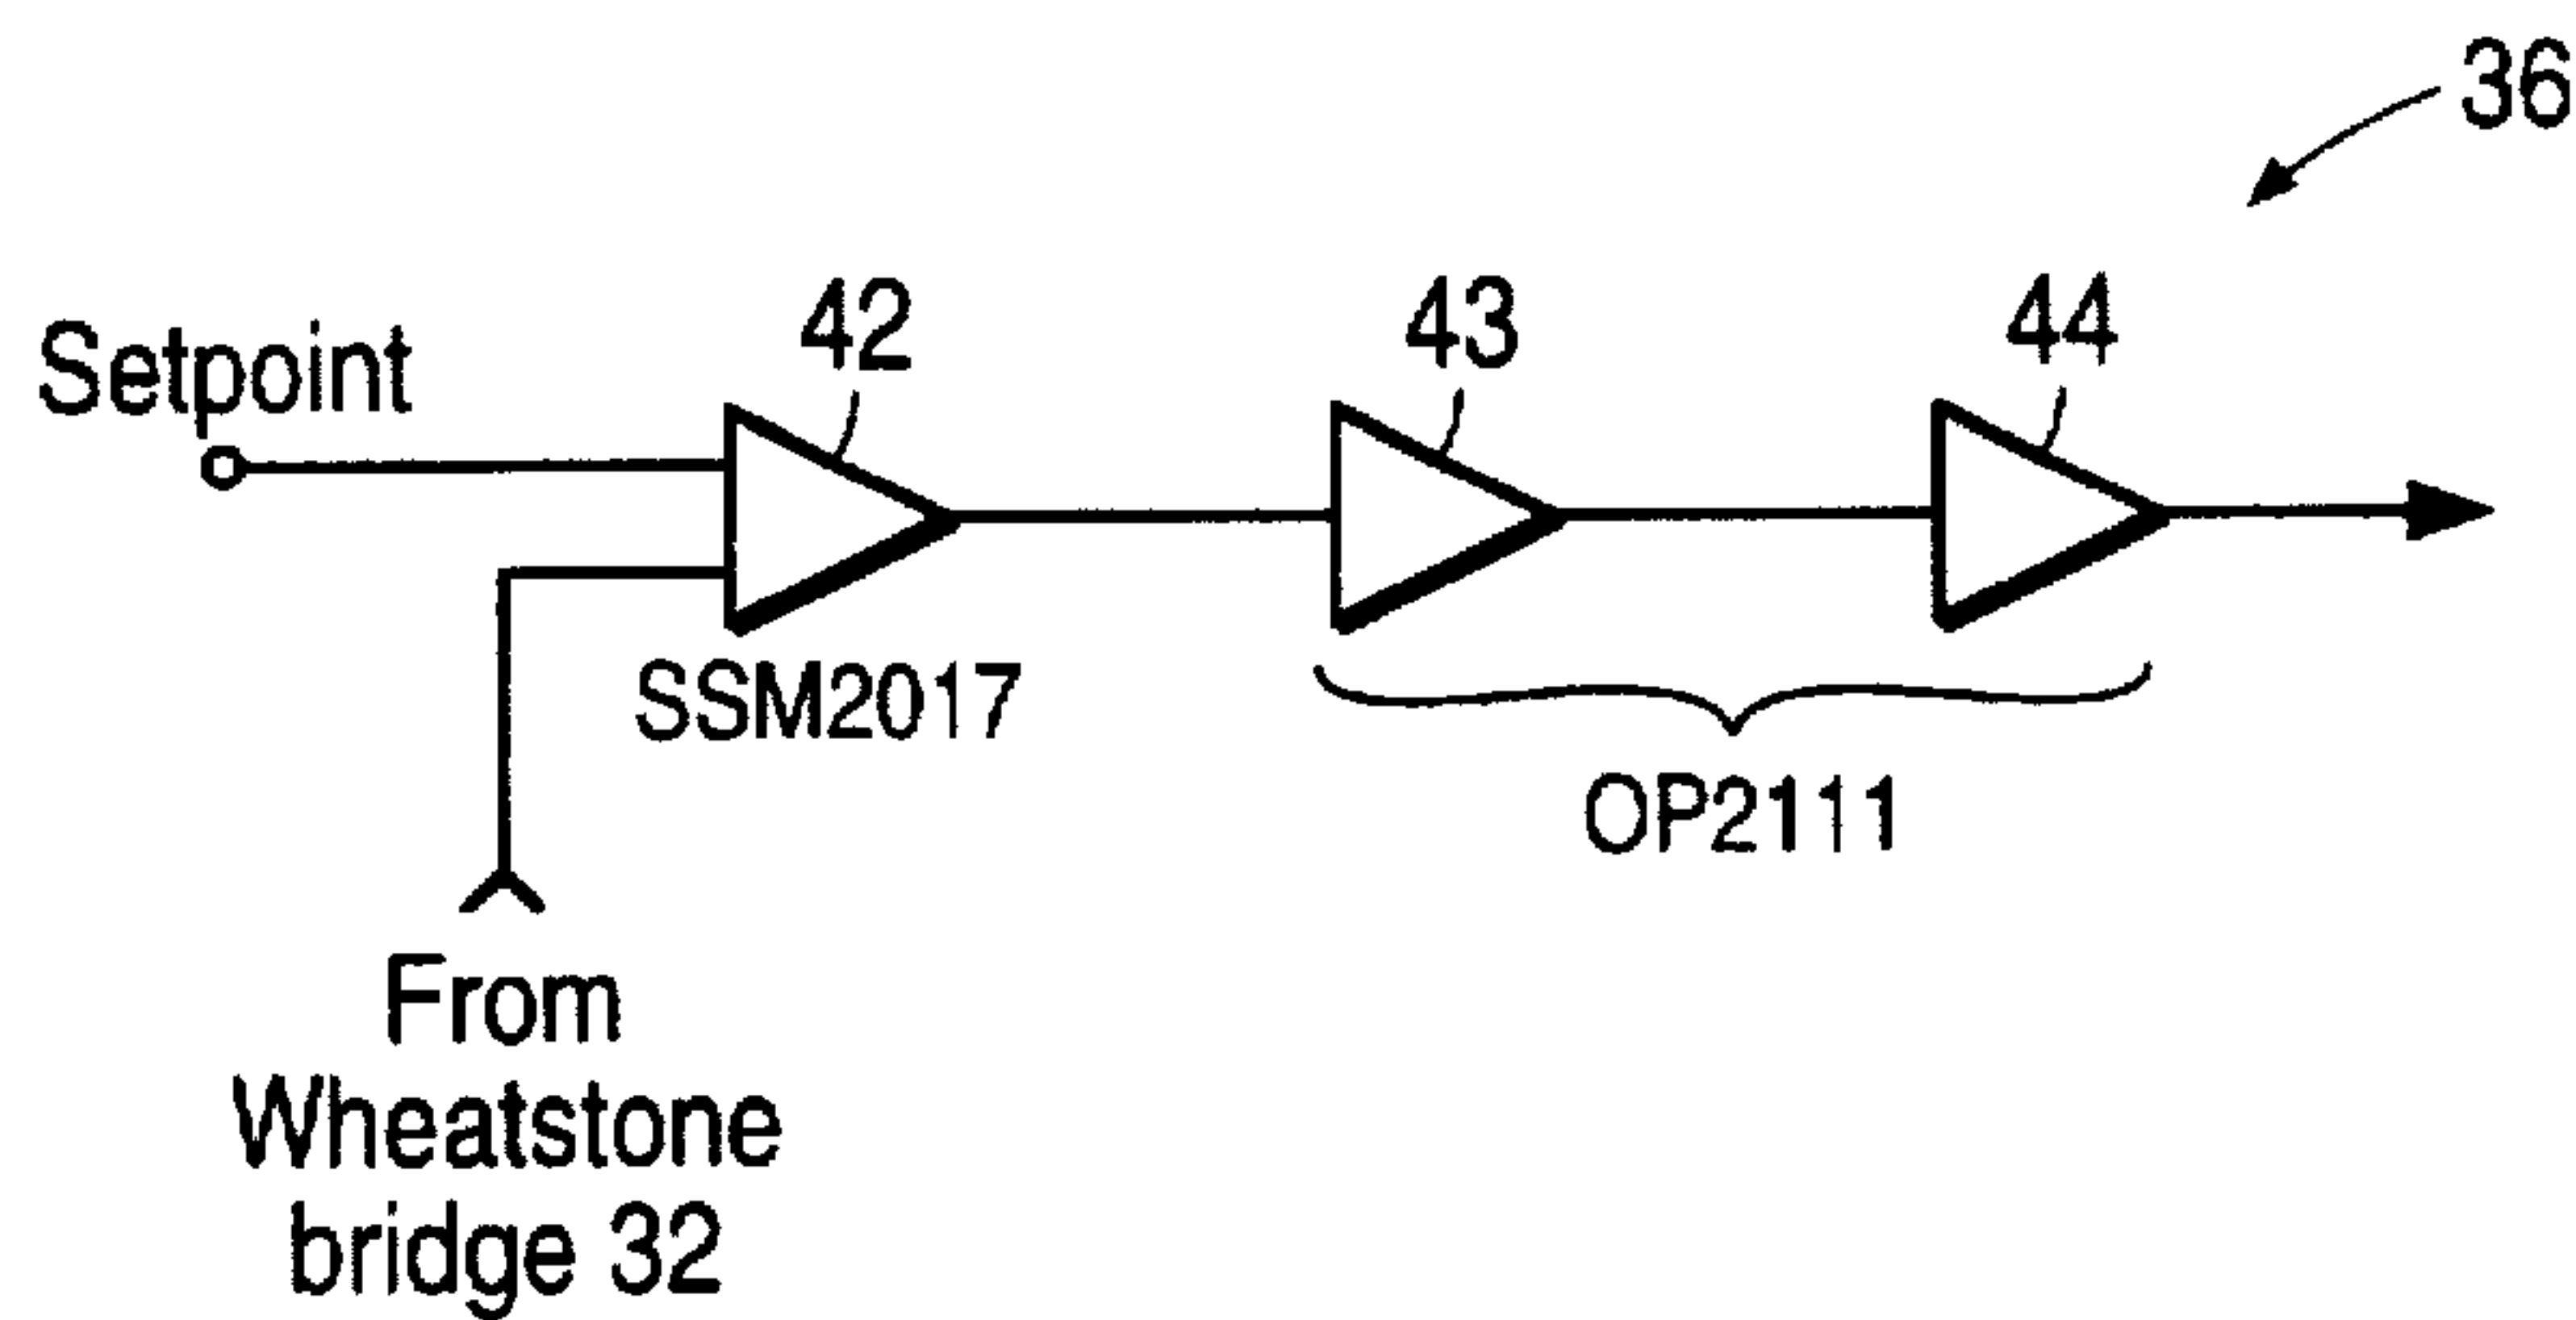 36
42
43
44
Setpoint
SSM2017
OP2111
From
Wheatstone
bridge 32